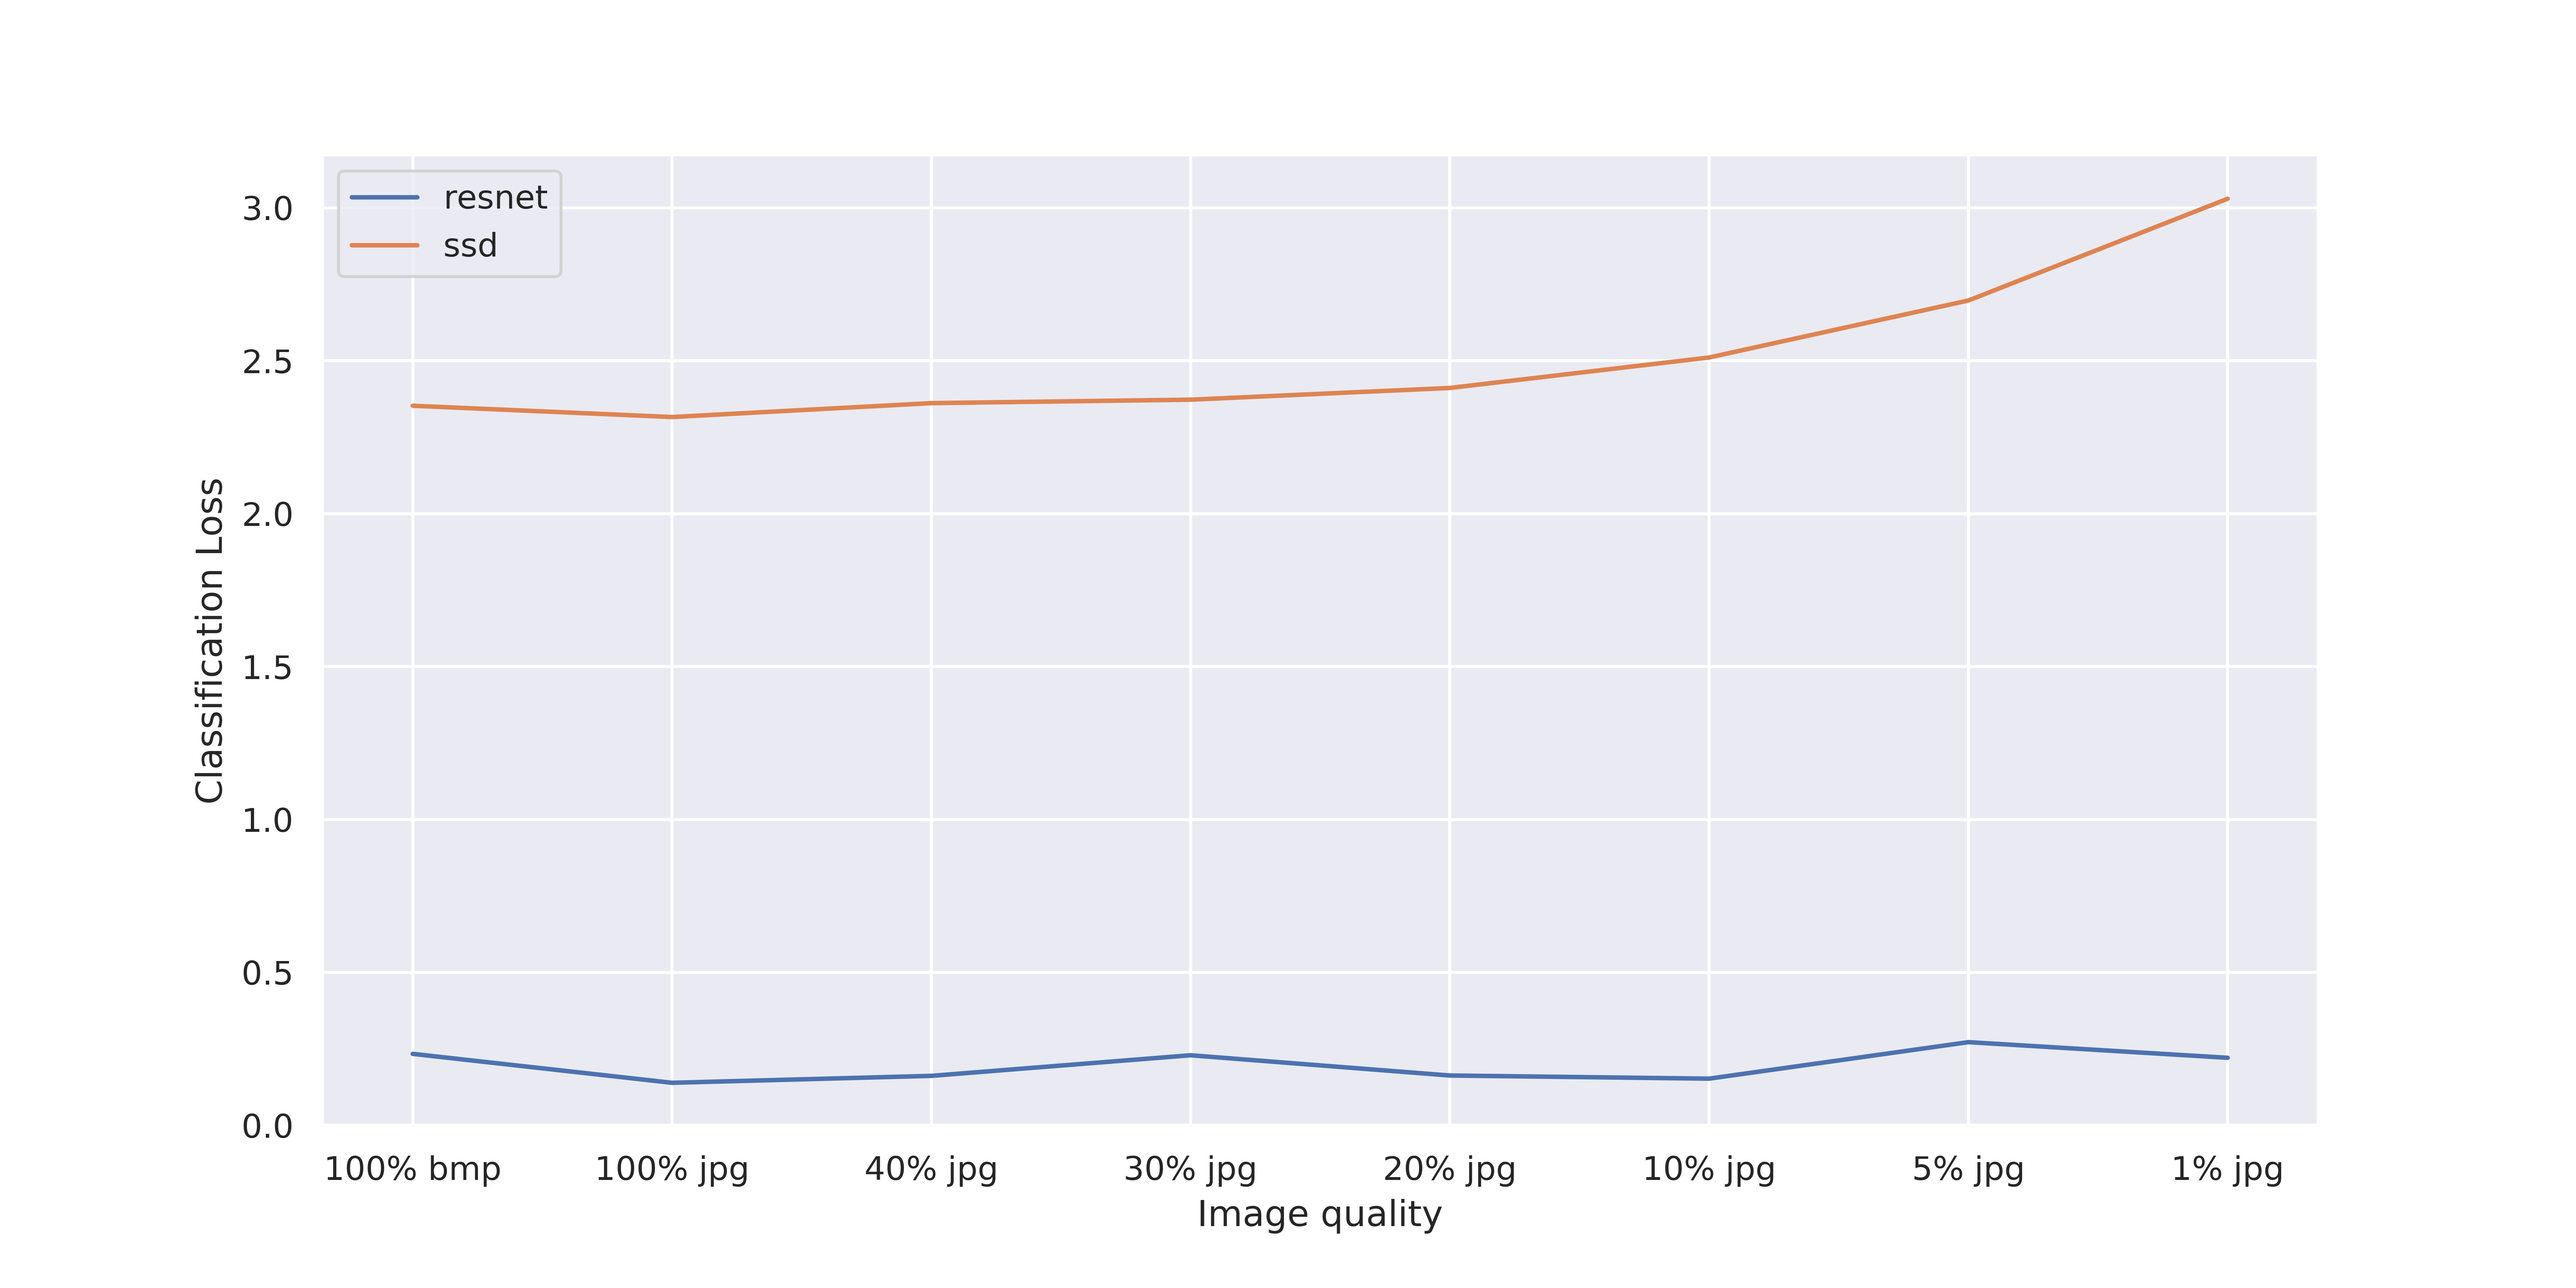 resnet
ssd
3.0
2.5
2.0
1.5
1.0
0.5
0.0
Classification Loss
100% bmp 100% jpg 40% jpg 30% jpg 20% jpg 10% jpg 5% jpg 1% jpg
Image quality